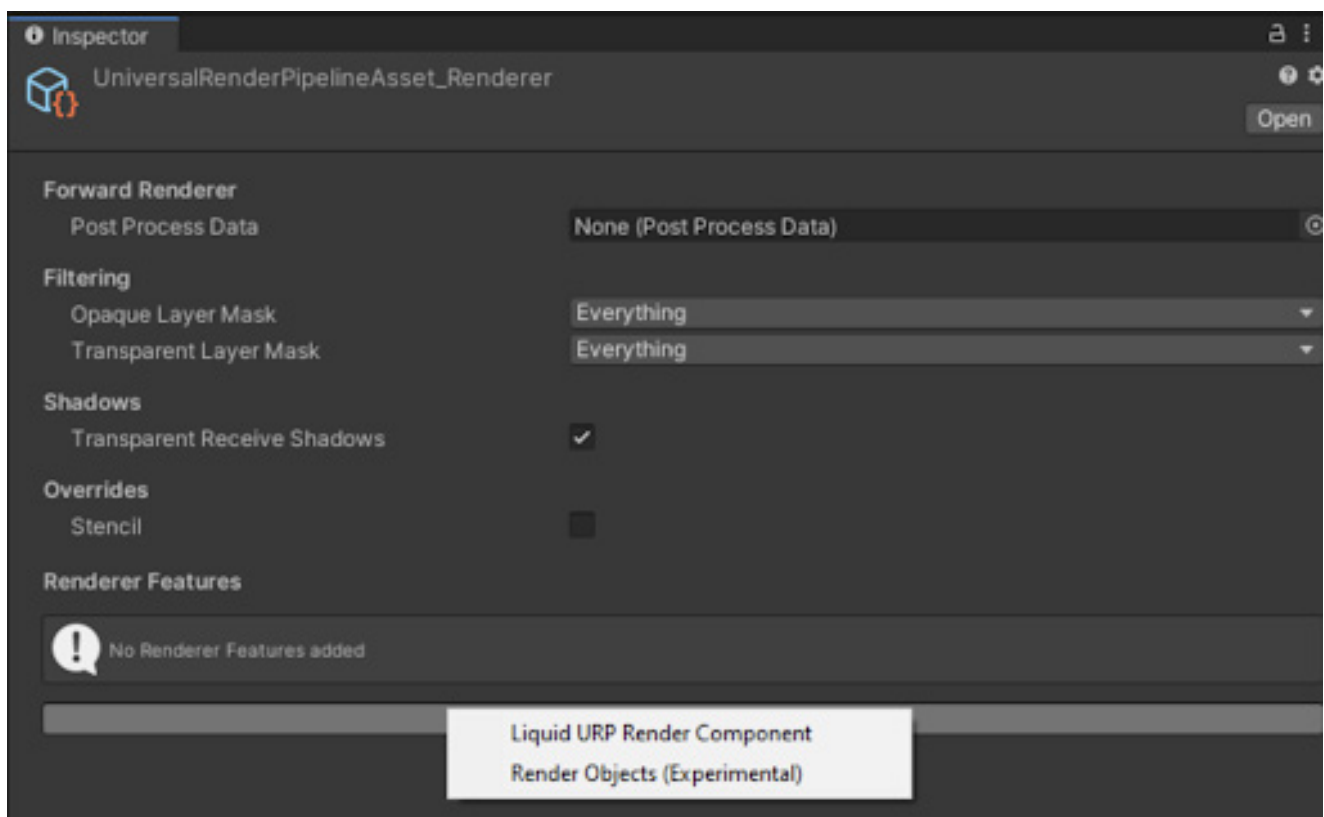 Inspector
UniversalRenderPipelineAsset_Renderer
Open
Forward Renderer
Post Process Data None (Post Process Data)
Filtering
Opaque Layer Mask Everything
Transparent Layer Mask Everything
Shadows
Transparent Receive Shadows
Overrides
Stencil
Renderer Features
No Renderer Features added
Liquid URP Render Component
Render Objects (Experimental)